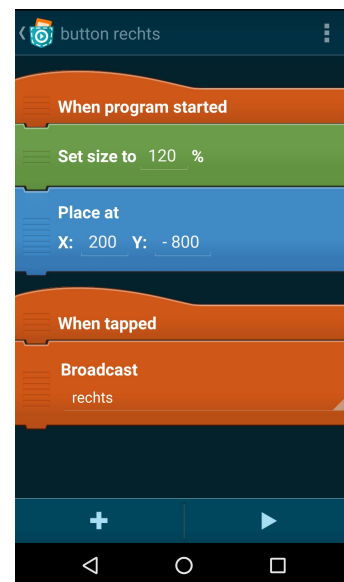 button rechts
When program started
Set size to 120 %
Place at
X: 200 Y: - 800
When tapped
Broadcast
rechts